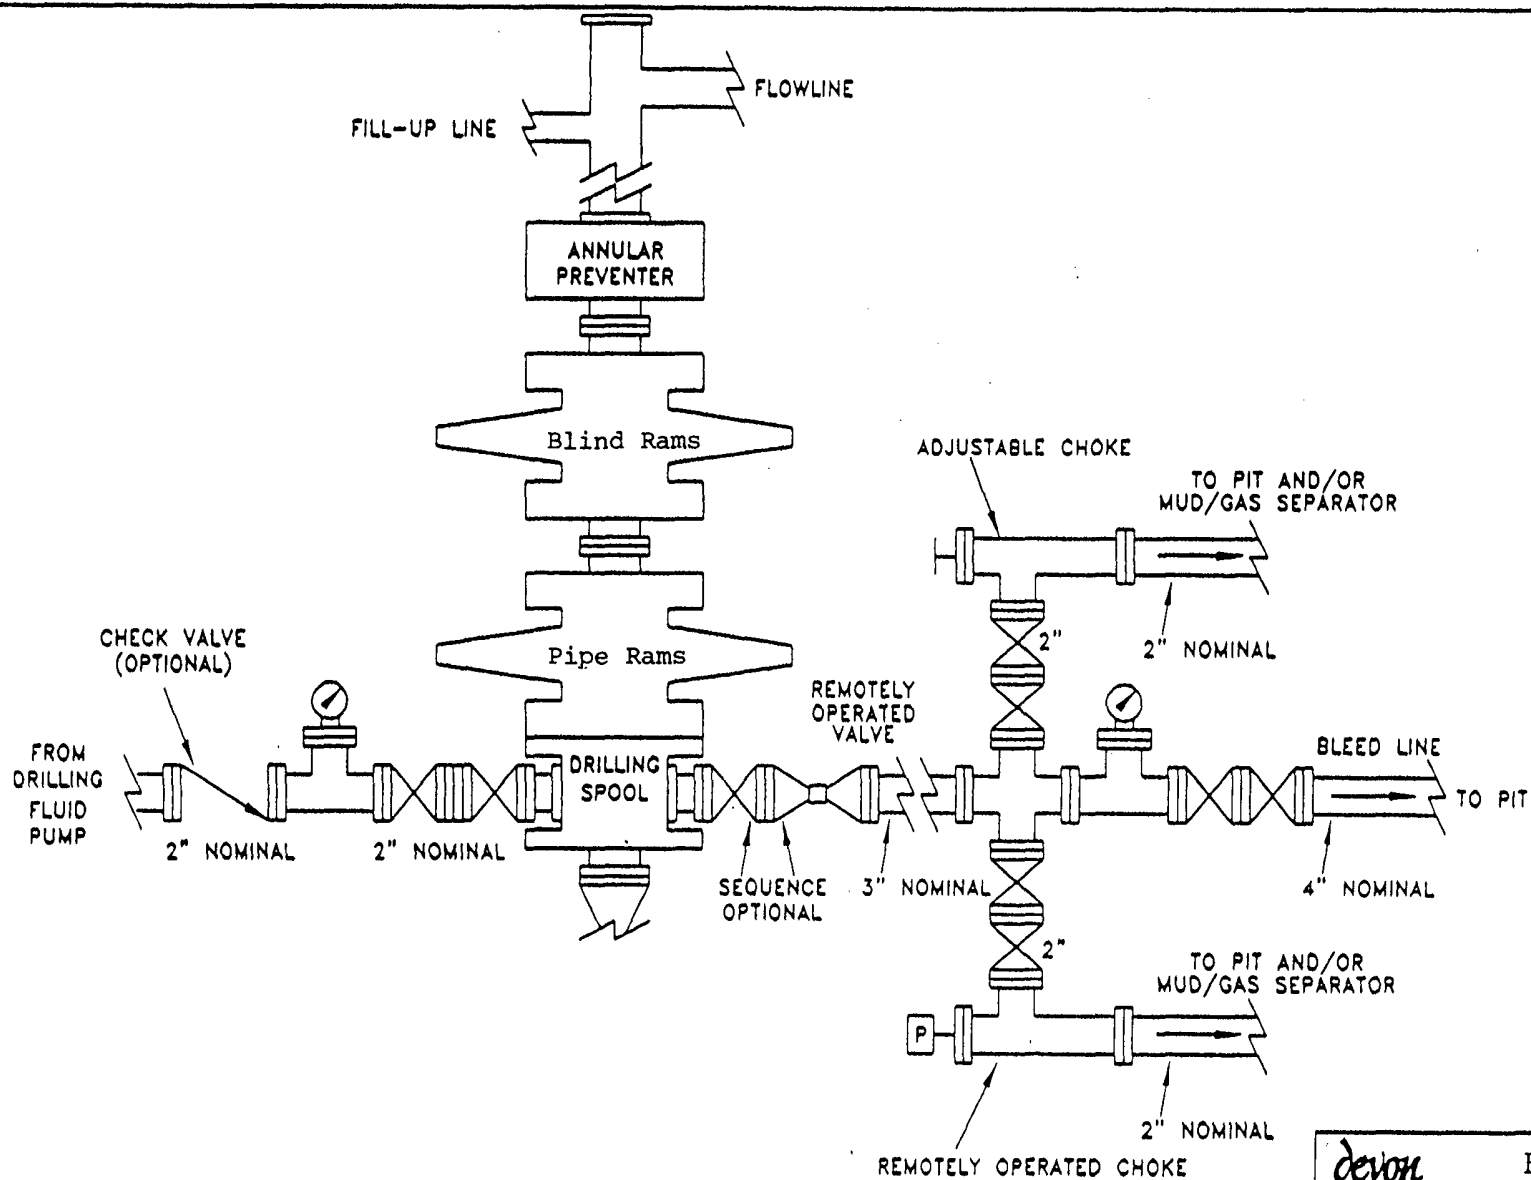 FLOWLINE
FILL-UP LINE
ANNULAR
PREVENTER
Blind Rams
ADJUSTABLE CHOKE
TO PIT AND/OR
MUD/GAS SEPARATOR
2"
2" NOMINAL
CHECK VALVE
(OPTIONAL)
Pipe Rams
REMOTELY
OPERATED
VALVE
FROM
DRILLING
FLUID
PUMP
2" NOMINAL
2" NOMINAL
DRILLING
SPOOL
SEQUENCE
OPTIONAL
3" NOMINAL
BLEED LINE
TO PIT
4" NOMINAL
2"
TO PIT AND/OR
MUD/GAS SEPARATOR
P
2" NOMINAL
REMOTELY OPERATED CHOKE
devon